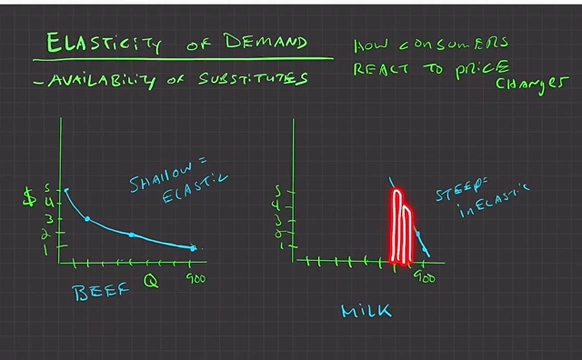 ELASTICITY OF DEMAND
- AVAILABILITY OF SUBSTITUTES
HOW CONSUMERS
REACT TO PRICE
CHANGES
SHALLOW =
ELASTIC
$
5
4
3
2
1
900
Q
BEEF
STEEP=
INELASTIC
5
4
3
2
1
900
MILK